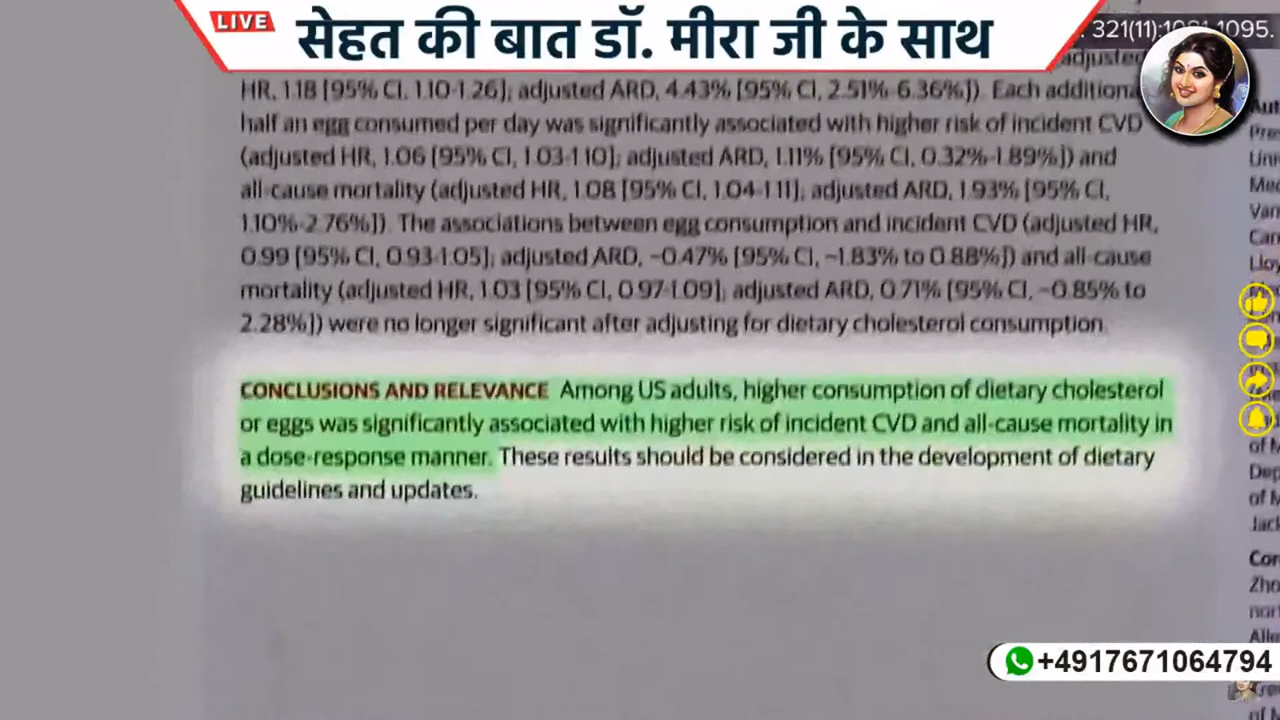 LIVE
सेहत की बात डॉ. मीरा जी के साथ
321(11): 1095.
adjusted
HR, 1.18 [95% CI, 1.10-1.26]; adjusted ARD, 4.43% [95% CI, 2.51%-6.36%]). Each additional
half an egg consumed per day was significantly associated with higher risk of incident CVD
(adjusted HR, 1.06 [95% CI, 1.03-1.10]; adjusted ARD, 1.11% [95% CI, 0.32%-1.89%]) and
all-cause mortality (adjusted HR, 1.08 [95% CI, 1.04-1.11]; adjusted ARD, 1.93% [95% CI,
1.10%-2.76%]). The associations between egg consumption and incident CVD (adjusted HR,
0.99 [95% CI, 0.93-1.05]; adjusted ARD, −0.47% [95% CI, −1.83% to 0.88%]) and all-cause
mortality (adjusted HR, 1.03 [95% CI, 0.97-1.09]; adjusted ARD, 0.71% [95% CI, −0.85% to
2.28%]) were no longer significant after adjusting for dietary cholesterol consumption.
CONCLUSIONS AND RELEVANCE Among US adults, higher consumption of dietary cholesterol
or eggs was significantly associated with higher risk of incident CVD and all-cause mortality in
a dose-response manner. These results should be considered in the development of dietary
guidelines and updates.
+4917671064794